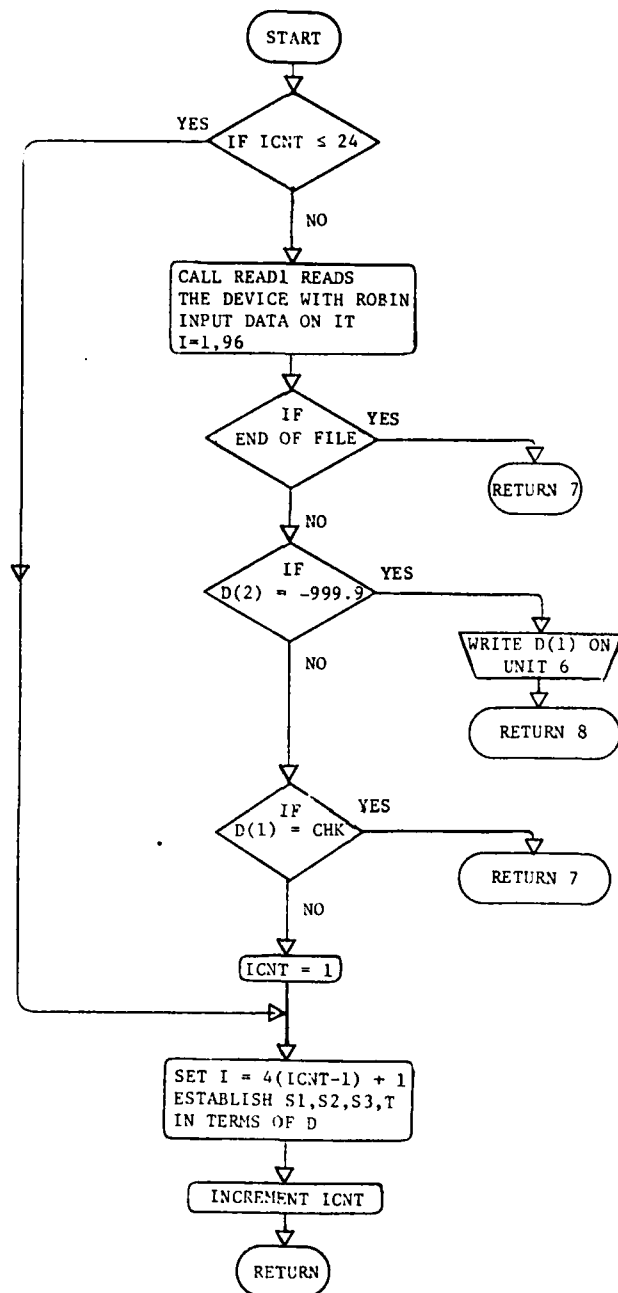 START
YES
IF ICNT ≤ 24
NO
CALL READ1 READS
THE DEVICE WITH ROBIN
INPUT DATA ON IT
I=1,96
IF
END OF FILE
YES
RETURN 7
NO
IF
D(2) = -999.9
YES
WRITE D(1) ON
UNIT 6
NO
RETURN 8
IF
D(1) = CHK
YES
RETURN 7
NO
ICNT = 1
SET I = 4(ICNT-1) + 1
ESTABLISH S1,S2,S3,T
IN TERMS OF D
INCREMENT ICNT
RETURN